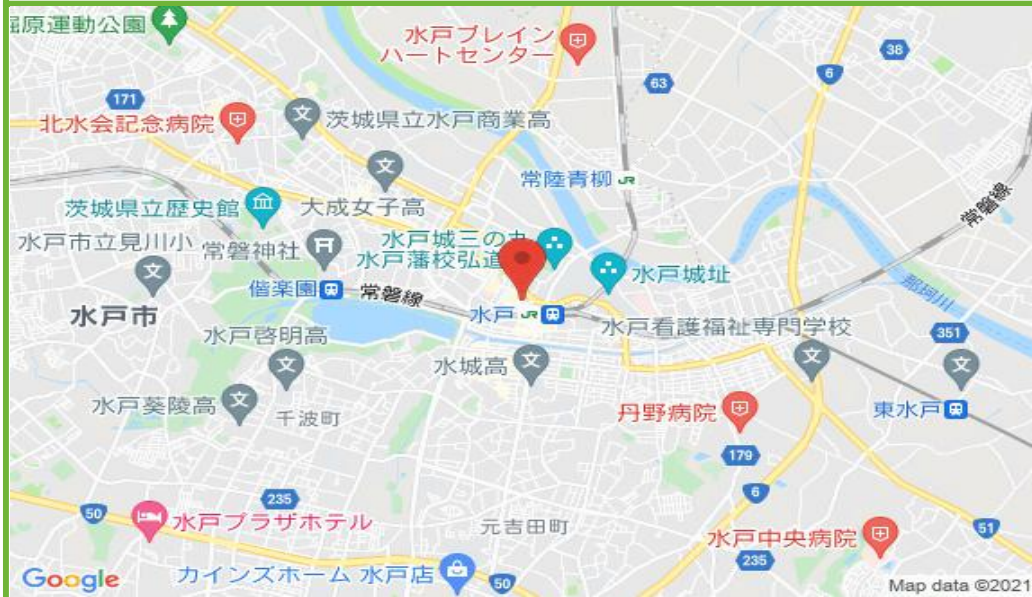 堀原運動公園
水戸ブレイン
ハートセンター
38
6
63
171
北水会記念病院
茨城県立水戸商業高
常陸青柳 JR
茨城県立歴史館
大成女子高
常磐線
水戸市立見川小
常磐神社
水戸城三の丸
水戸藩校弘道
水戸城址
偕楽園
常磐線
那珂川
水戸市
水戸 JR
水戸看護福祉専門学校
351
水戸啓明高
水城高
水戸葵陵高
千波町
丹野病院
東水戸
179
235
6
50
水戸プラザホテル
元吉田町
水戸中央病院
51
235
Google
カインズホーム 水戸店
50
Map data ©2021